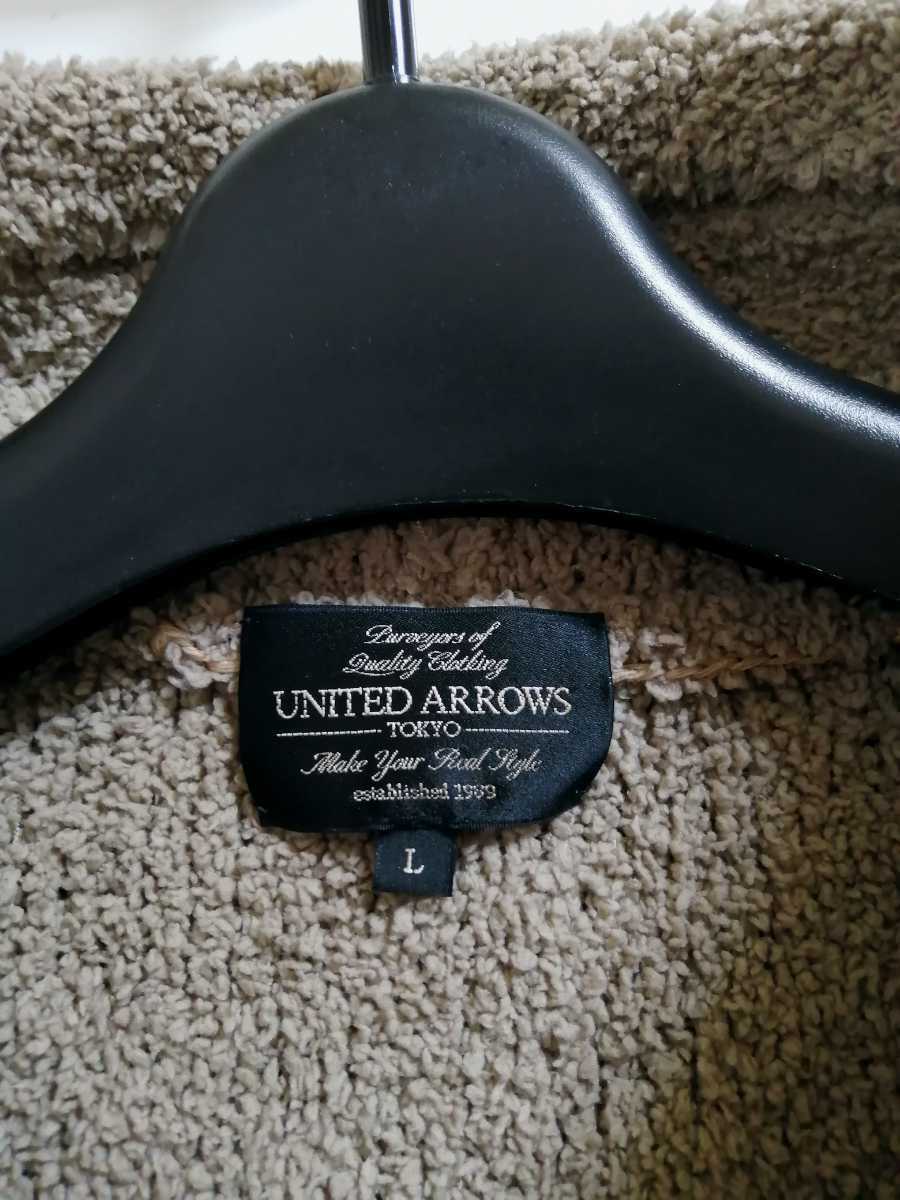 Purveyors of
Quality Clothing
UNITED ARROWS
TOKYO
Make Your Real Style
established 1989
L